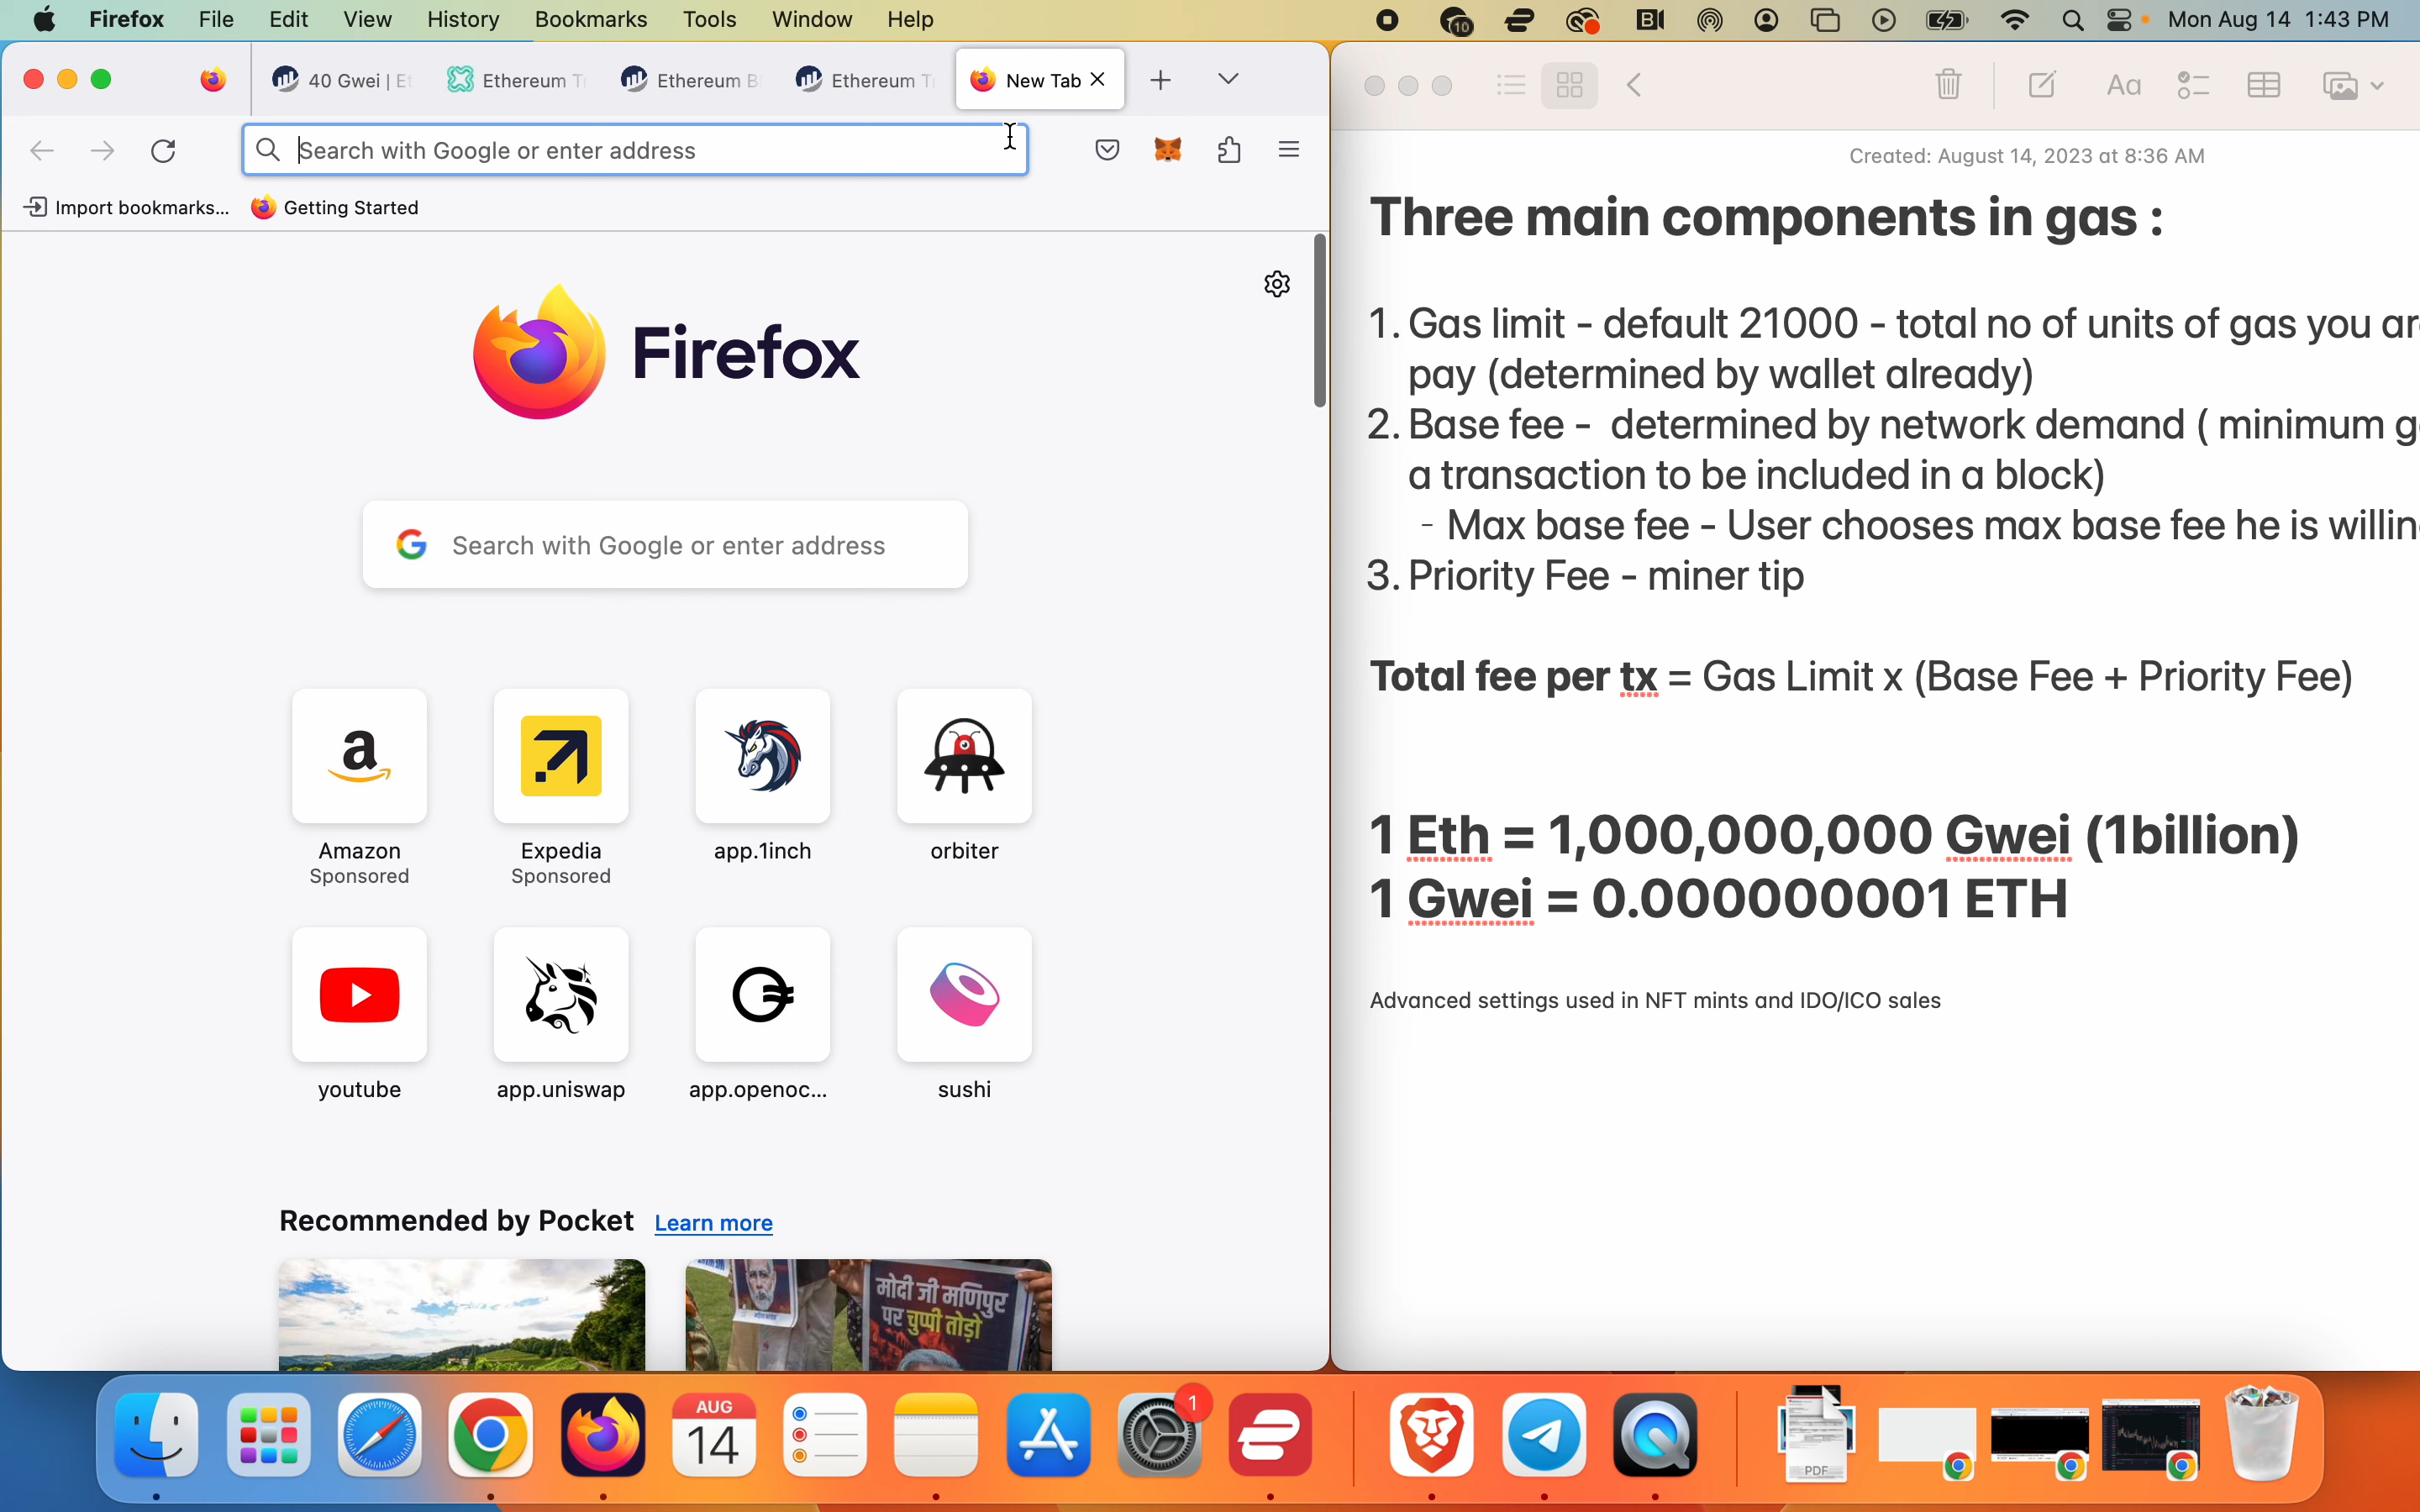 Firefox File Edit View History Bookmarks Tools Window Help
10
Mon Aug 14 1:43 PM
40 Gwei | Et
Ethereum T
Ethereum B
Ethereum T
New Tab
Search with Google or enter address
Import bookmarks...
Getting Started
Firefox
Search with Google or enter address
Amazon
Sponsored
Expedia
Sponsored
app.1inch
orbiter
youtube
app.uniswap
app.openoc...
sushi
Recommended by Pocket Learn more
मोदी जी मणिपुर
पर चुप्पी तोड़ो
Aa
Created: August 14, 2023 at 8:36 AM
Three main components in gas :
1. Gas limit - default 21000 - total no of units of gas you ar
pay (determined by wallet already)
2. Base fee - determined by network demand ( minimum g
a transaction to be included in a block)
- Max base fee - User chooses max base fee he is willin
3. Priority Fee - miner tip
Total fee per tx = Gas Limit x (Base Fee + Priority Fee)
1 Eth = 1,000,000,000 Gwei (1billion)
1 Gwei = 0.000000001 ETH
Advanced settings used in NFT mints and IDO/ICO sales
AUG
14
1
PDF